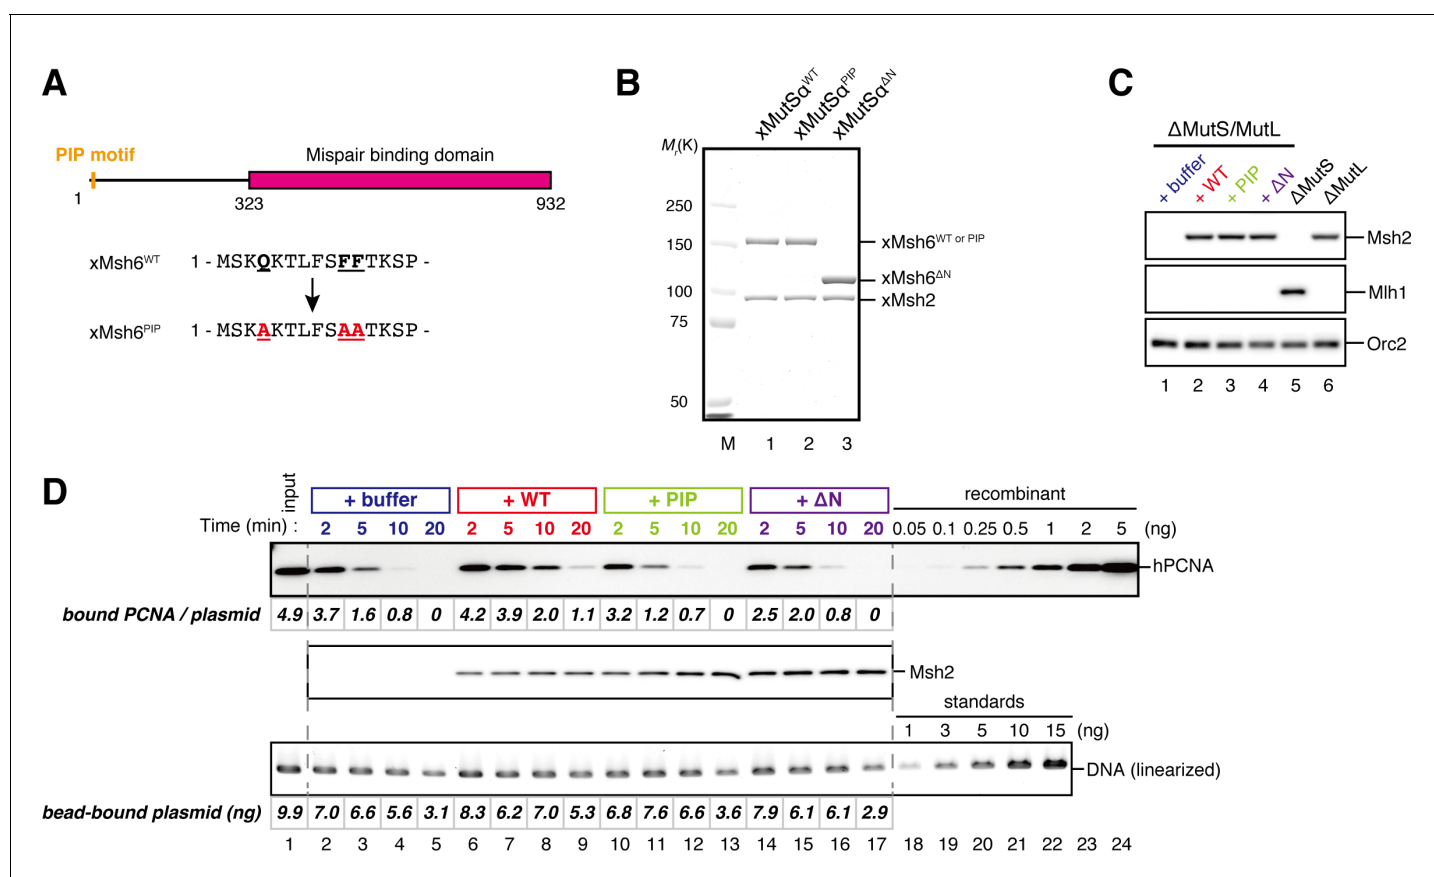 A
PIP motif
Mispair binding domain
1
323
932
xMsh6WT 1 - MSKQKTLFSFFTKSP -
xMsh6PIP 1 - MSKAKTLFSAATKSP -
B
xMutSαWT
xMutSαPIP
xMutSαΔN
Mr(K)
250
150
100
75
50
xMsh6WT or PIP
xMsh6ΔN
xMsh2
M 1 2 3
C
ΔMutS/MutL
+ buffer
+ WT
+ PIP
+ ΔN
ΔMutS
ΔMutL
Msh2
Mlh1
Orc2
1 2 3 4 5 6
D
input
+ buffer + WT + PIP + ΔN recombinant
Time (min) : 2 5 10 20 2 5 10 20 2 5 10 20 2 5 10 20 0.05 0.1 0.25 0.5 1 2 5 (ng)
hPCNA
bound PCNA / plasmid 4.9 3.7 1.6 0.8 0 4.2 3.9 2.0 1.1 3.2 1.2 0.7 0 2.5 2.0 0.8 0
Msh2
standards
1 3 5 10 15 (ng)
DNA (linearized)
bead-bound plasmid (ng) 9.9 7.0 6.6 5.6 3.1 8.3 6.2 7.0 5.3 6.8 7.6 6.6 3.6 7.9 6.1 6.1 2.9
1 2 3 4 5 6 7 8 9 10 11 12 13 14 15 16 17 18 19 20 21 22 23 24